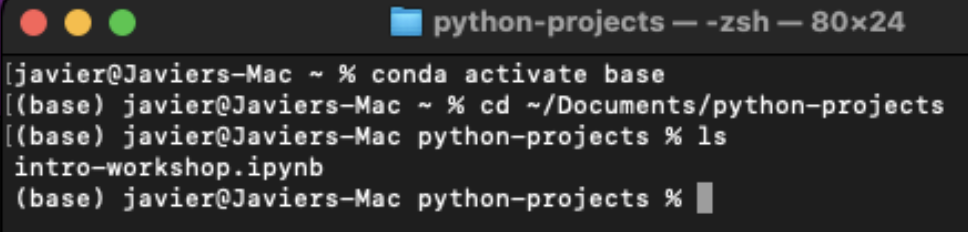 python-projects — -zsh — 80×24
[javier@Javiers-Mac ~ % conda activate base
[(base) javier@Javiers-Mac ~ % cd ~/Documents/python-projects
[(base) javier@Javiers-Mac python-projects % ls
intro-workshop.ipynb
(base) javier@Javiers-Mac python-projects %